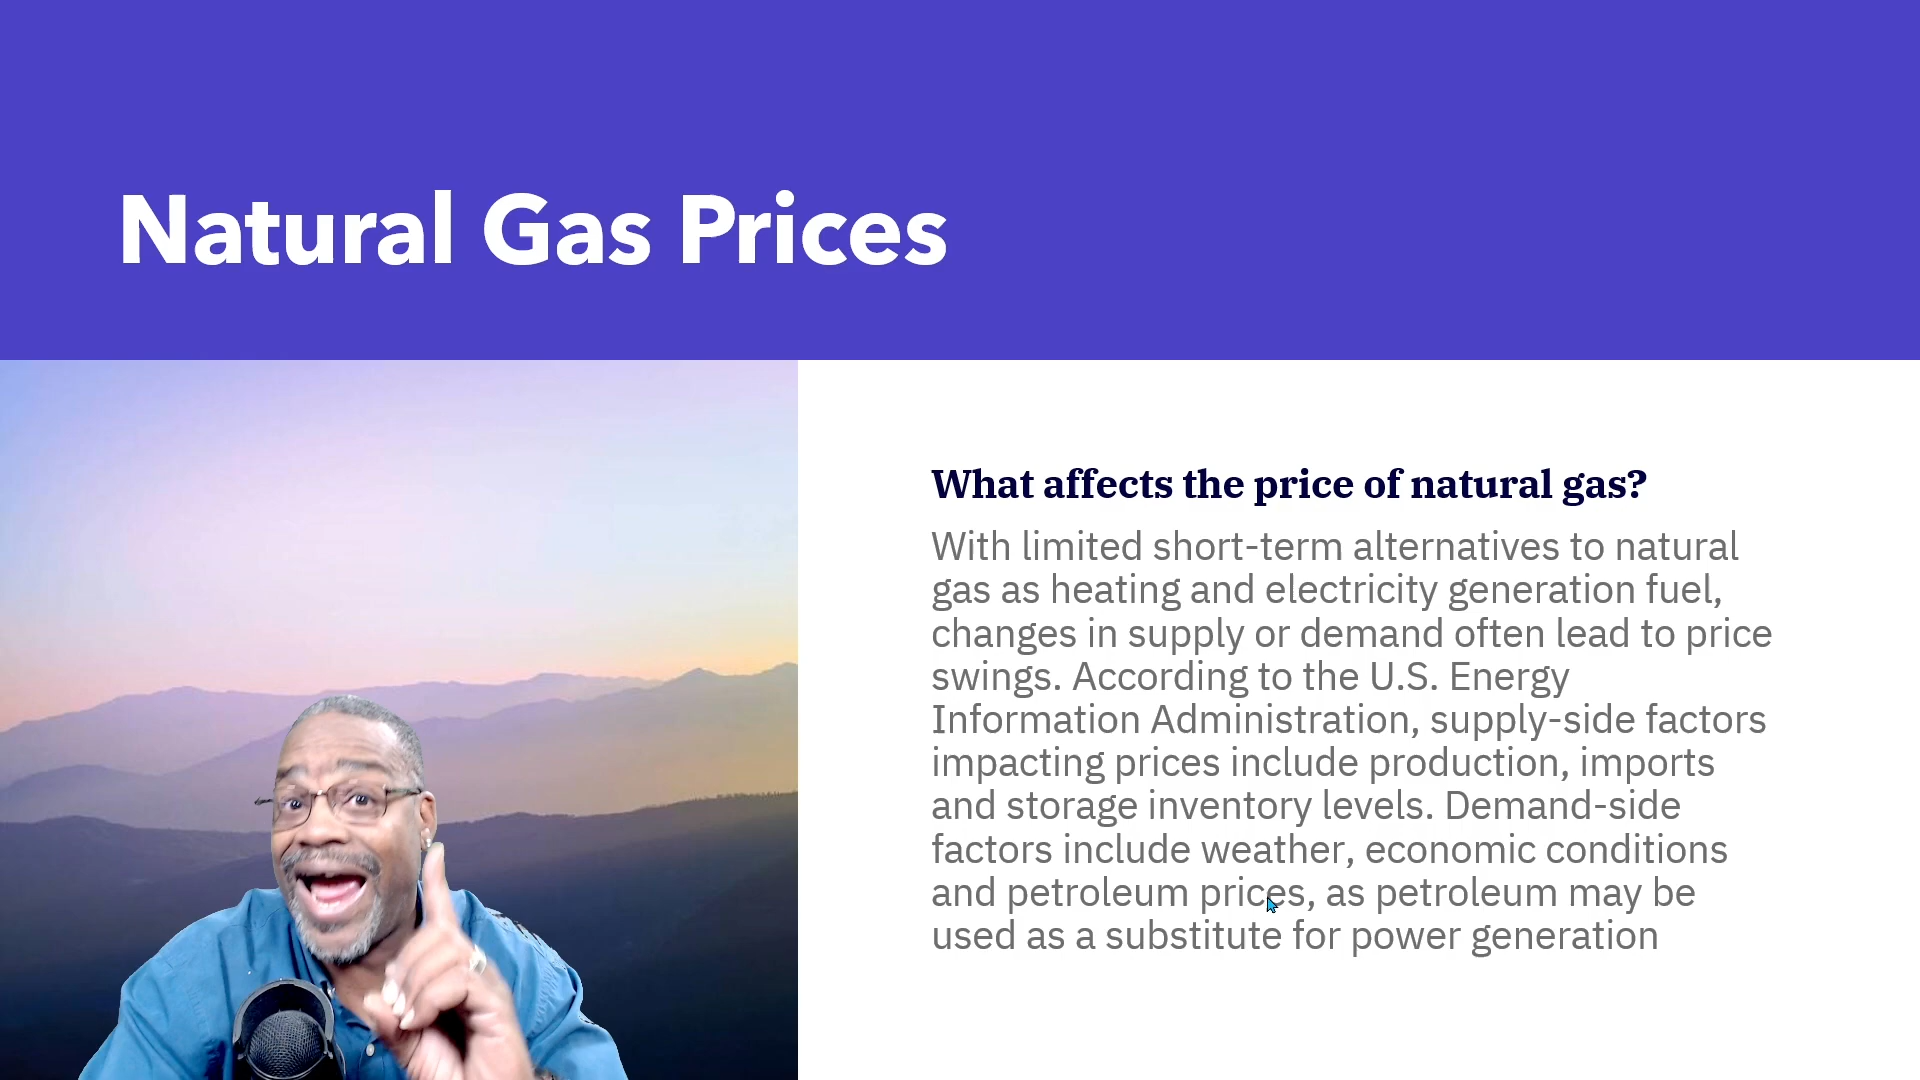 Natural Gas Prices
What affects the price of natural gas?
With limited short-term alternatives to natural
gas as heating and electricity generation fuel,
changes in supply or demand often lead to price
swings. According to the U.S. Energy
Information Administration, supply-side factors
impacting prices include production, imports
and storage inventory levels. Demand-side
factors include weather, economic conditions
and petroleum prices, as petroleum may be
used as a substitute for power generation